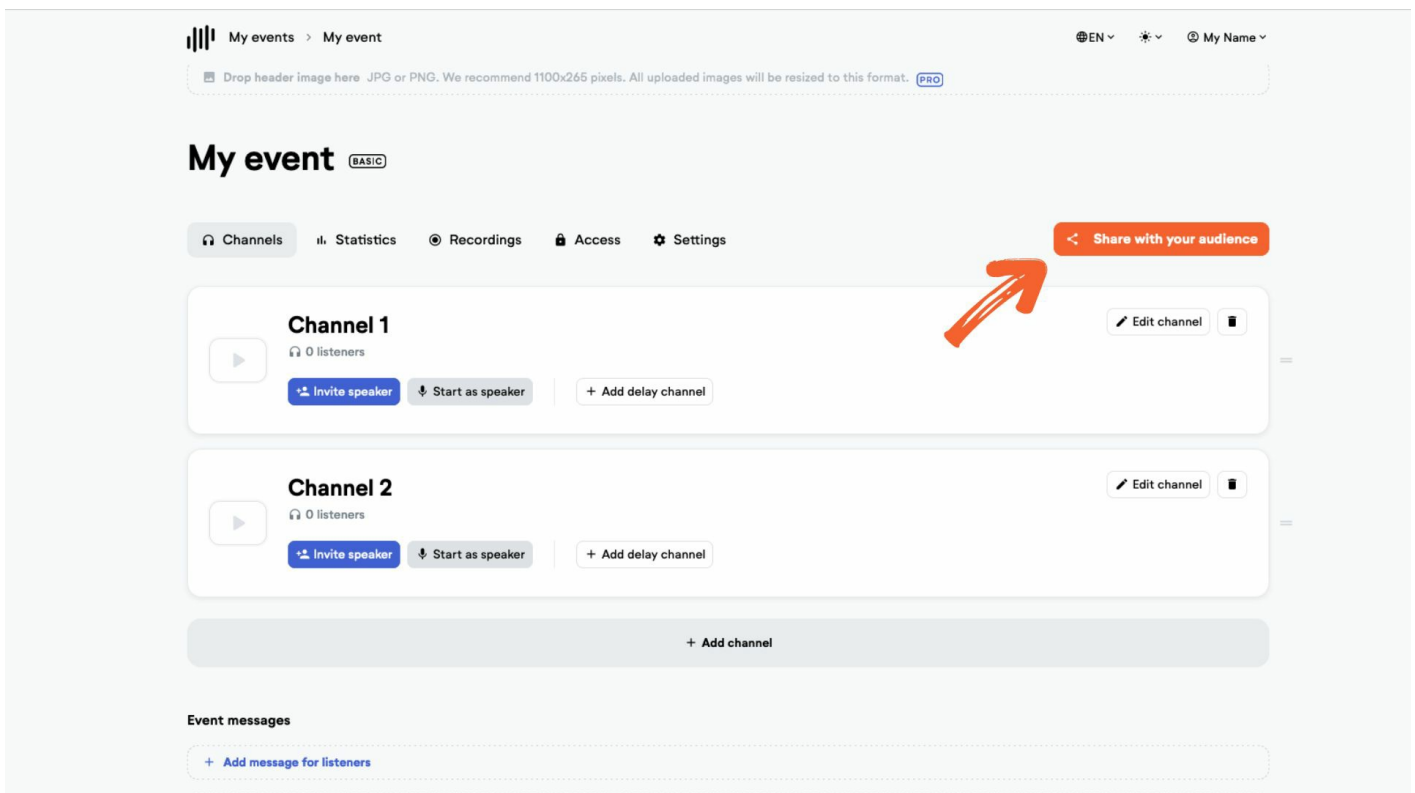 My events > My event EN My Name
Drop header image here JPG or PNG. We recommend 1100x265 pixels. All uploaded images will be resized to this format. PRO
My event BASIC
Channels Statistics Recordings Access Settings Share with your audience
Channel 1 Edit channel
0 listeners
Invite speaker Start as speaker + Add delay channel
Channel 2 Edit channel
0 listeners
Invite speaker Start as speaker + Add delay channel
+ Add channel
Event messages
+ Add message for listeners